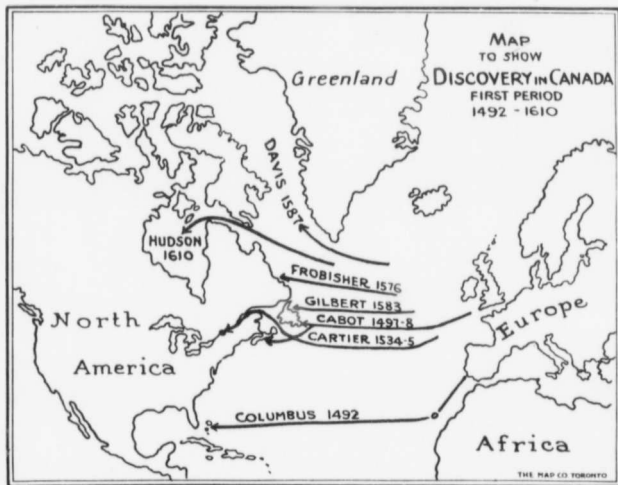 MAP
TO SHOW
DISCOVERY IN CANADA
FIRST PERIOD
1492 - 1610
Greenland
DAVIS 1587
HUDSON
1610
FROBISHER 1576
GILBERT 1583
CABOT 1497-8
CARTIER 1534-5
North
America
Europe
COLUMBUS 1492
Africa
THE MAP CO. TORONTO